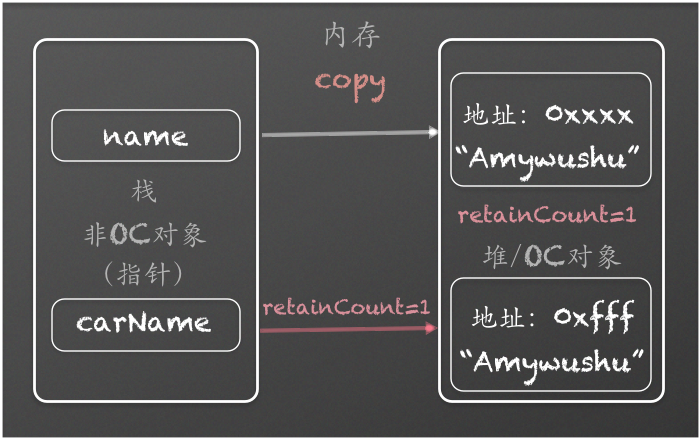 内存
copy
name
栈
非OC对象
(指针)
carName
retainCount=1
地址: 0xxxx
"Amywushu"
retainCount=1
堆/OC对象
地址: 0xfff
"Amywushu"